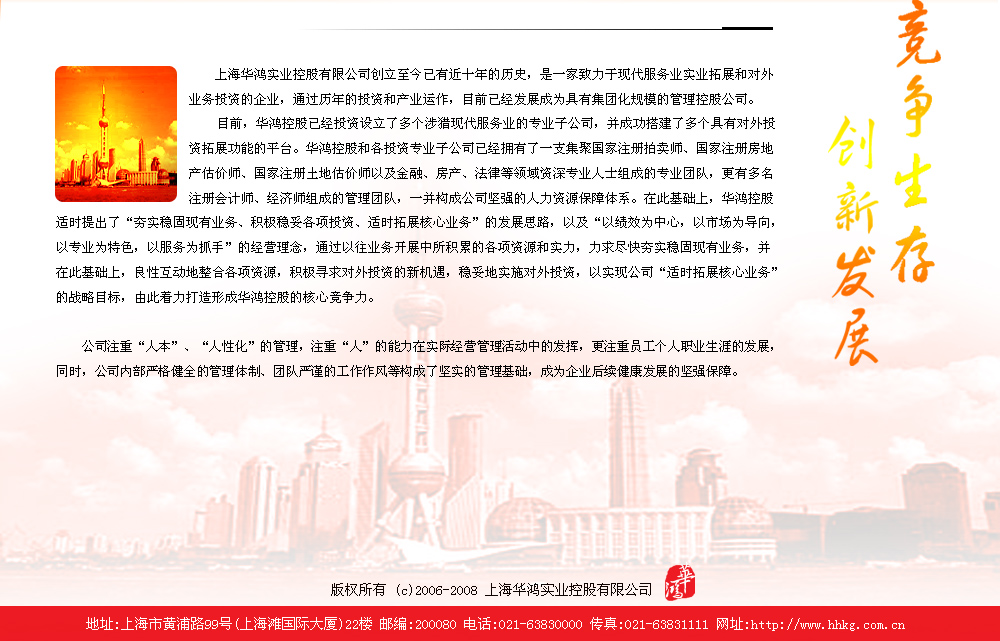 竞争生存
创新发展
上海华鸿实业控股有限公司创立至今已有近十年的历史，是一家致力于现代服务业实业拓展和对外
业务投资的企业，通过历年的投资和产业运作，目前已经发展成为具有集团化规模的管理控股公司。
目前，华鸿控股已经投资设立了多个涉猎现代服务业的专业子公司，并成功搭建了多个具有对外投
资拓展功能的平台。华鸿控股和各投资专业子公司已经拥有了一支集聚国家注册拍卖师、国家注册房地
产估价师、国家注册土地估价师以及金融、房产、法律等领域资深专业人士组成的专业团队，更有多名
注册会计师、经济师组成的管理团队，一并构成公司坚强的人力资源保障体系。在此基础上，华鸿控股
适时提出了“夯实稳固现有业务、积极稳妥各项投资、适时拓展核心业务”的发展思路，以及“以绩效为中心，以市场为导向，
以专业为特色，以服务为抓手”的经营理念，通过以往业务开展中所积累的各项资源和实力，力求尽快夯实稳固现有业务，并
在此基础上，良性互动地整合各项资源，积极寻求对外投资的新机遇，稳妥地实施对外投资，以实现公司“适时拓展核心业务”
的战略目标，由此着力打造形成华鸿控股的核心竞争力。
公司注重“人本”、“人性化”的管理，注重“人”的能力在实际经营管理活动中的发挥，更注重员工个人职业生涯的发展，
同时，公司内部严格健全的管理体制、团队严谨的工作作风等构成了坚实的管理基础，成为企业后续健康发展的坚强保障。
版权所有 (c)2006-2008 上海华鸿实业控股有限公司
华鸿
地址:上海市黄浦路99号(上海滩国际大厦)22楼 邮编:200080 电话:021-63830000 传真:021-63831111 网址:http://www.hhkg.com.cn